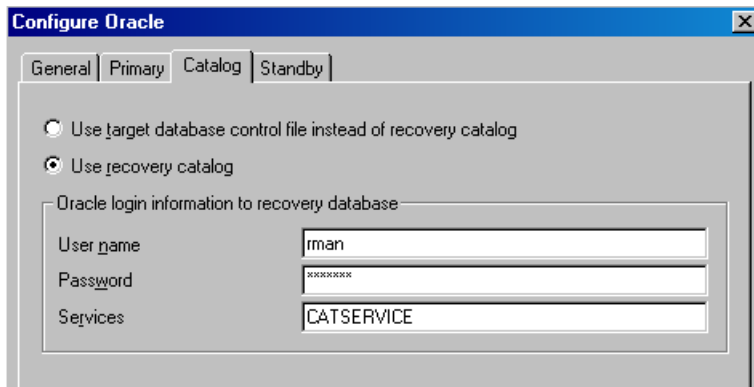 Configure Oracle
General Primary Catalog Standby
Use target database control file instead of recovery catalog
Use recovery catalog
Oracle login information to recovery database
User name rman
Password *******
Services CATSERVICE